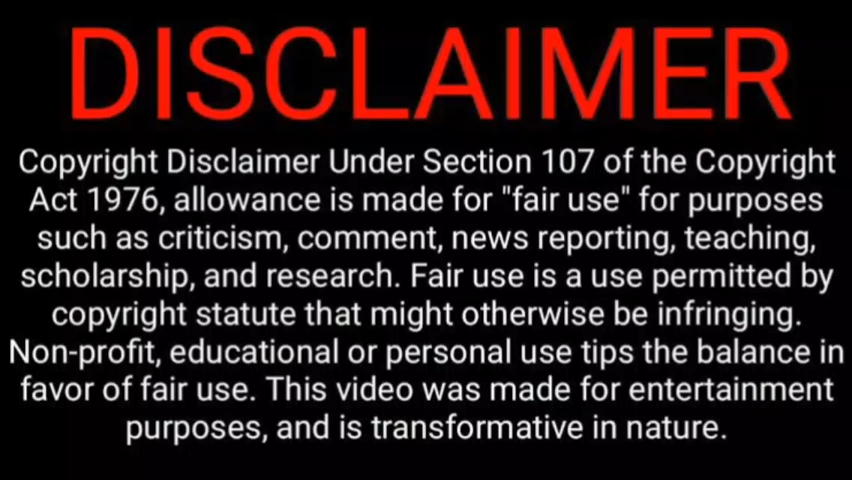 DISCLAIMER
Copyright Disclaimer Under Section 107 of the Copyright
Act 1976, allowance is made for "fair use" for purposes
such as criticism, comment, news reporting, teaching,
scholarship, and research. Fair use is a use permitted by
copyright statute that might otherwise be infringing.
Non-profit, educational or personal use tips the balance in
favor of fair use. This video was made for entertainment
purposes, and is transformative in nature.